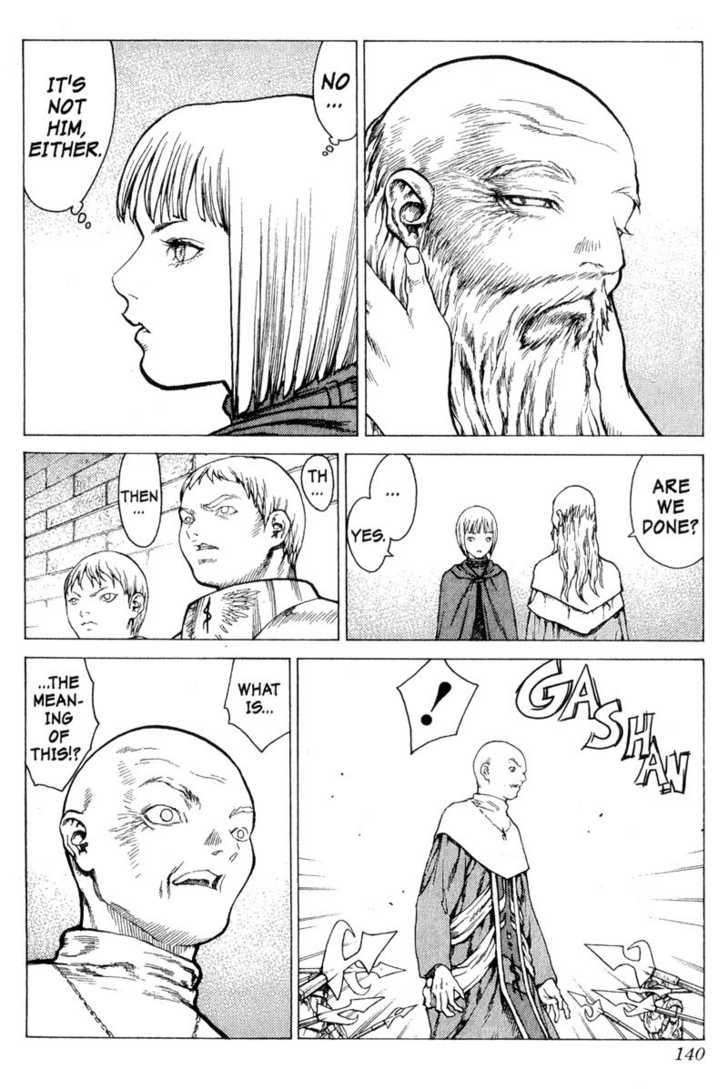 NO
...
IT'S
NOT
HIM,
EITHER.
ARE
WE
DONE?
...
YES.
TH
...
THEN
...
GASHAN
!
WHAT
IS...
...THE
MEAN-
ING
OF
THIS!?
140